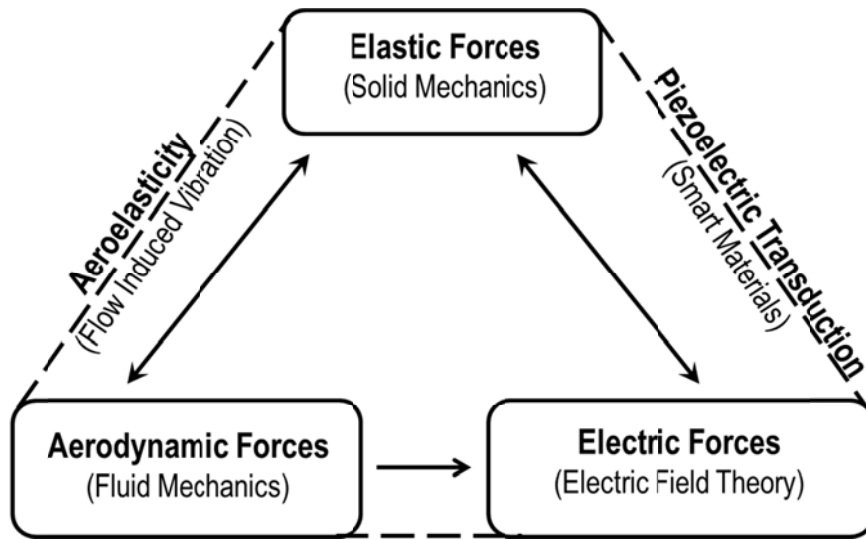 Elastic Forces
(Solid Mechanics)
Aeroelasticity
(Flow Induced Vibration)
Piezoelectric Transduction
(Smart Materials)
Aerodynamic Forces
(Fluid Mechanics)
Electric Forces
(Electric Field Theory)